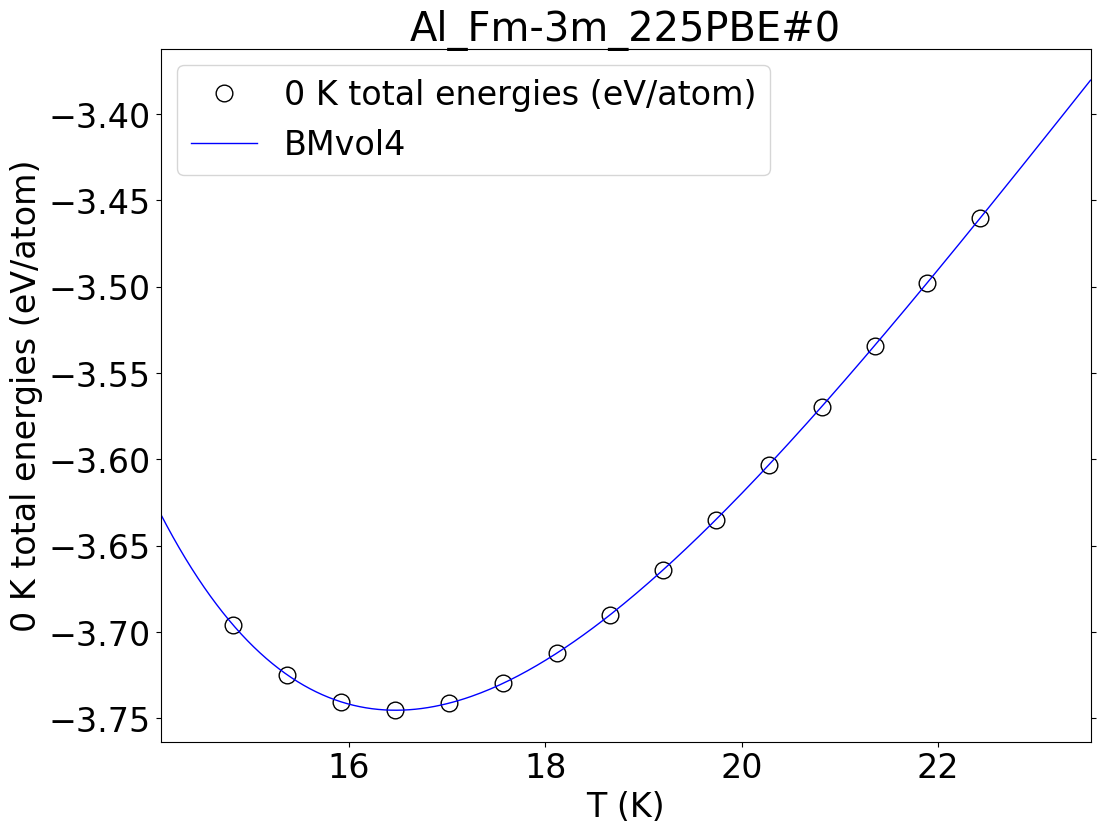 Al_Fm-3m_225PBE#0
0 K total energies (eV/atom)
BMvol4
0 K total energies (eV/atom)
−3.40
−3.45
−3.50
−3.55
−3.60
−3.65
−3.70
−3.75
16 18 20 22
T (K)